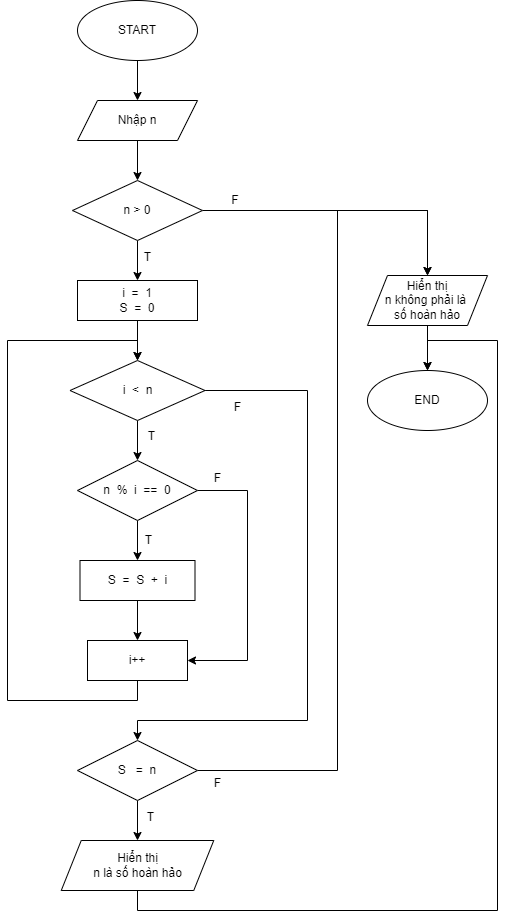 START
Nhập n
n > 0
F
T
i = 1
S = 0
Hiển thị
n không phải là
số hoàn hảo
i < n
F
END
T
n % i == 0
F
T
S = S + i
i++
S = n
F
T
Hiển thị
n là số hoàn hảo